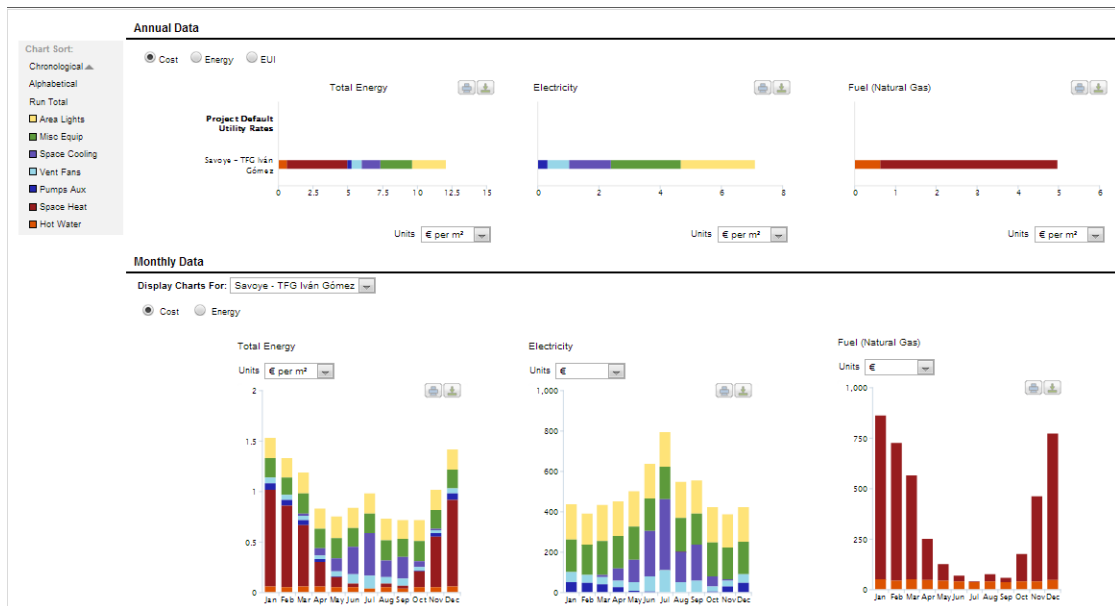 Annual Data
Chart Sort:
Chronological
Alphabetical
Run Total
Area Lights
Misc Equip
Space Cooling
Vent Fans
Pumps Aux
Space Heat
Hot Water
Cost Energy EUI
Total Energy
Project Default
Utility Rates
Savoye - TFG Iván
Gómez
0 2.5 5 7.5 10 12.5 15
Units € per m²
Electricity
0 2 4 6 8
Units € per m²
Fuel (Natural Gas)
0 1 2 3 4 5 6
Units € per m²
Monthly Data
Display Charts For: Savoye - TFG Iván Gómez
Cost Energy
Total Energy
Units € per m²
2
1.5
1
0.5
0
Jan Feb Mar Apr May Jun Jul Aug Sep Oct Nov Dec
Electricity
Units €
1,000
800
600
400
200
0
Jan Feb Mar Apr May Jun Jul Aug Sep Oct Nov Dec
Fuel (Natural Gas)
Units €
1,000
750
500
250
0
Jan Feb Mar Apr May Jun Jul Aug Sep Oct Nov Dec